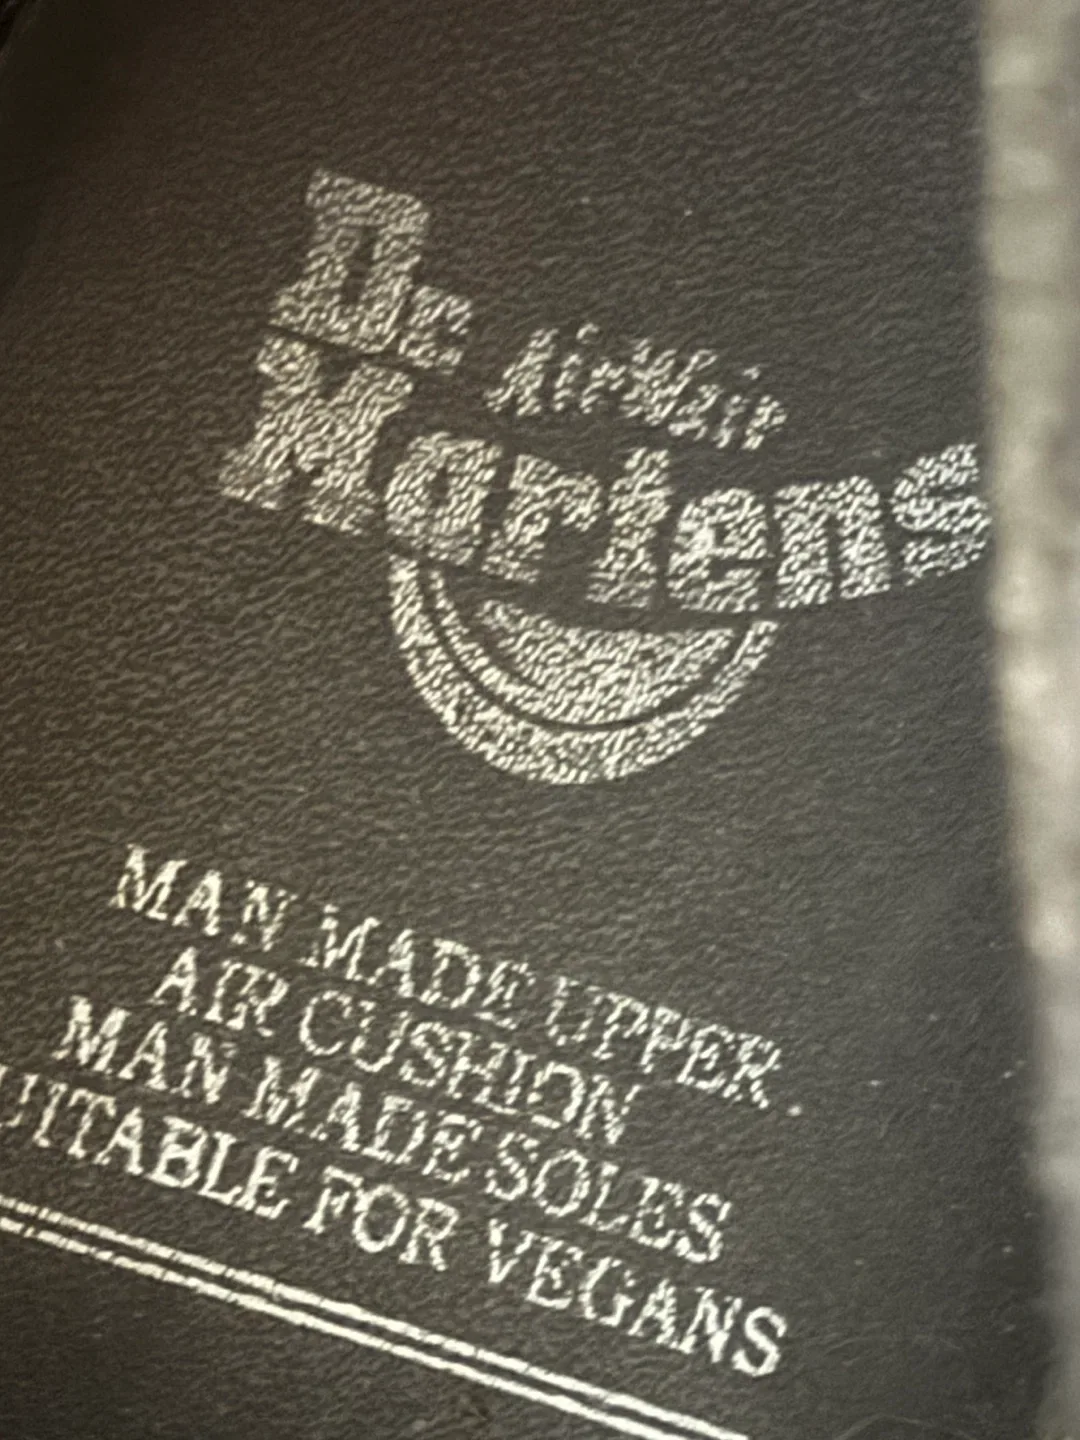 Dr
AirWair
Martens
MAN MADE UPPER
AIR CUSHION
MAN MADE SOLES
UITABLE FOR VEGANS